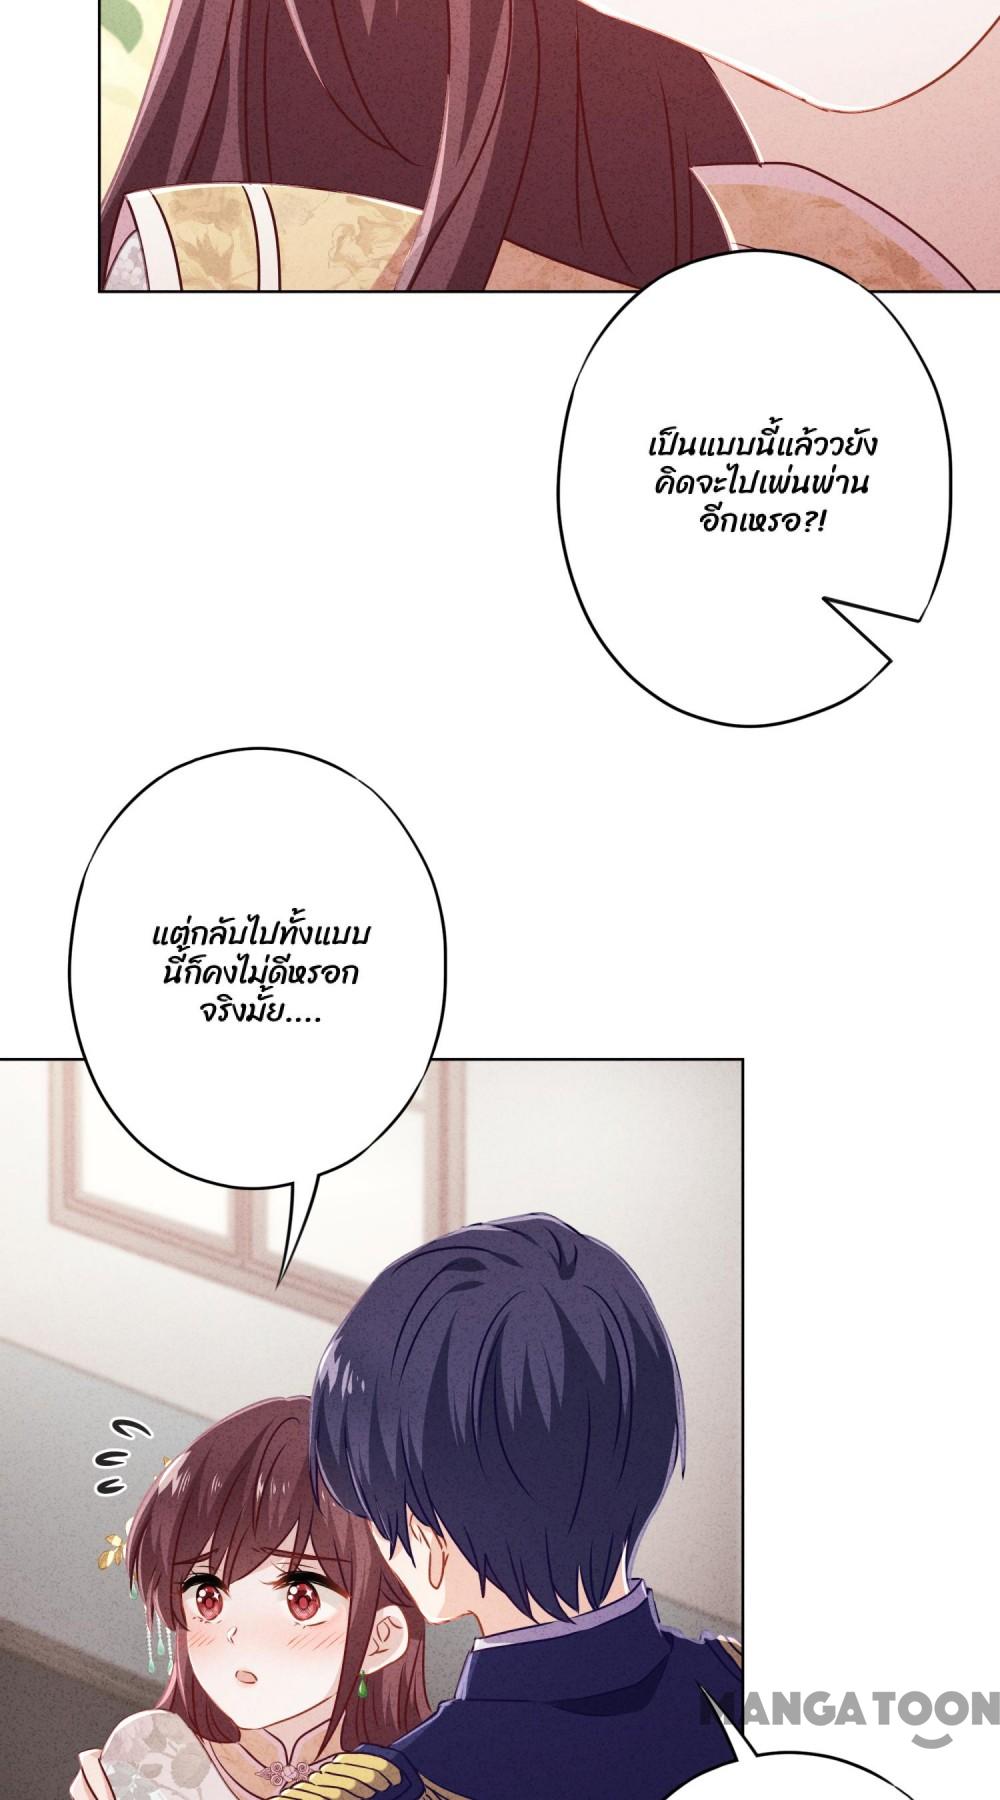 เป็นแบบนี้แล้ววยัง
คิดจะไปเพ่นพ่าน
อีกเหรอ?!
แต่กลับไปทั้งแบบ
นี้ก็คงไม่ดีหรอก
จริงมั้ย....
MANGATOON